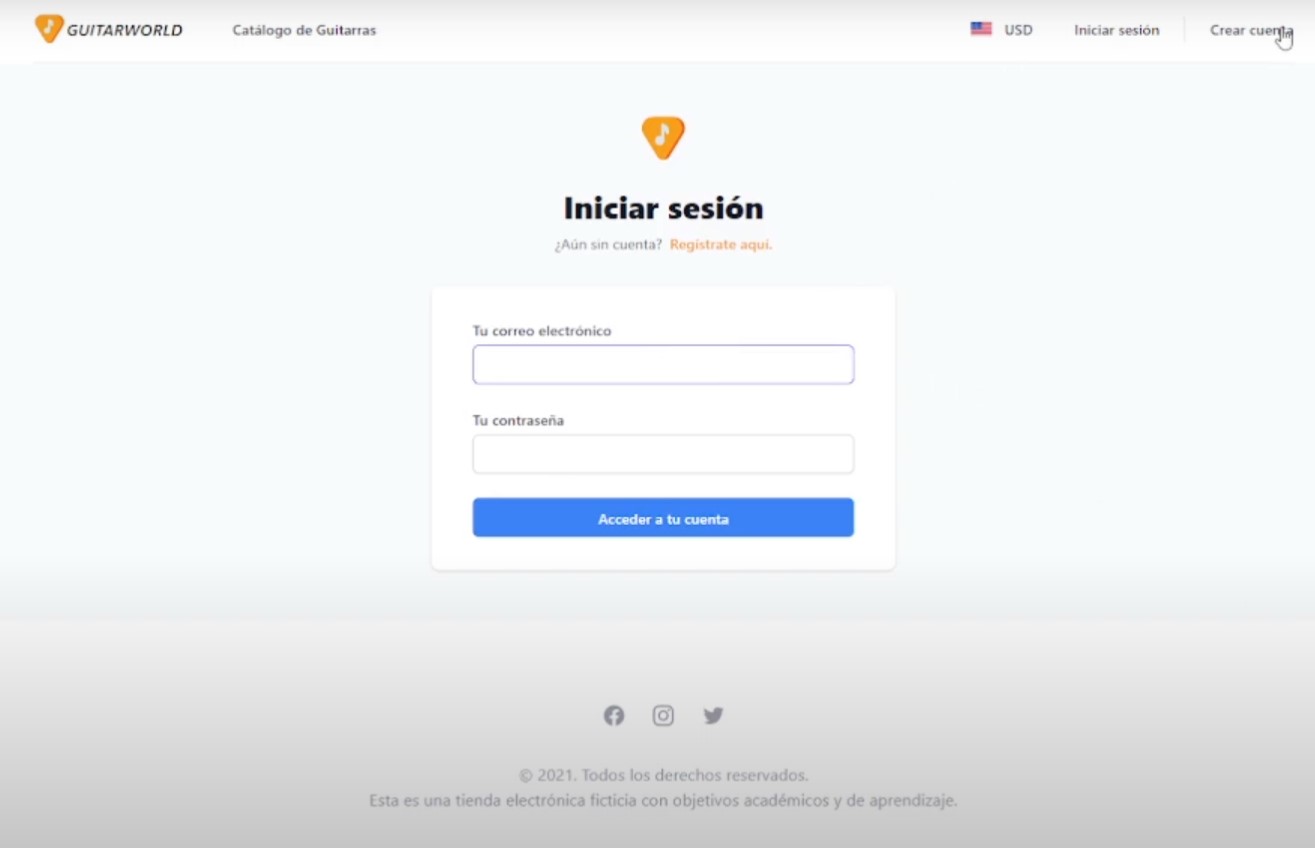 GUITARWORLD
Catálogo de Guitarras
USD
Iniciar sesión
Crear cuenta
Iniciar sesión
¿Aún sin cuenta? Regístrate aquí.
Tu correo electrónico
Tu contraseña
Acceder a tu cuenta
© 2021. Todos los derechos reservados.
Esta es una tienda electrónica ficticia con objetivos académicos y de aprendizaje.